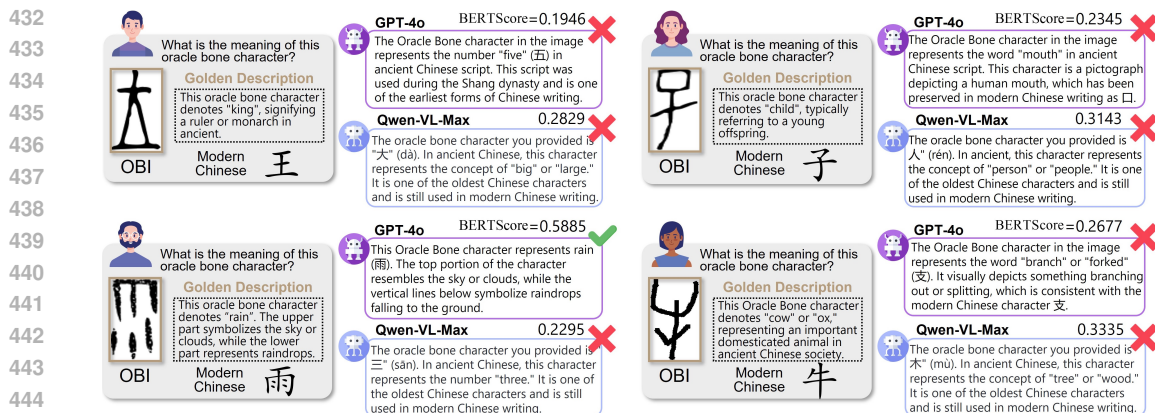 432
433
434
435
436
437
438
439
440
441
442
443
444
What is the meaning of this
oracle bone character?
Golden Description
This oracle bone character
denotes "king", signifying
a ruler or monarch in
ancient.
OBI
Modern
Chinese
王
GPT-4o
BERTScore=0.1946
The Oracle Bone character in the image
represents the number "five" (五) in
ancient Chinese script. This script was
used during the Shang dynasty and is one
of the earliest forms of Chinese writing.
Qwen-VL-Max
0.2829
The oracle bone character you provided is
"大" (dà). In ancient Chinese, this character
represents the concept of "big" or "large."
It is one of the oldest Chinese characters
and is still used in modern Chinese writing.
What is the meaning of this
oracle bone character?
Golden Description
This oracle bone character
denotes "child", typically
referring to a young
offspring.
OBI
Modern
Chinese
子
GPT-4o
BERTScore=0.2345
The Oracle Bone character in the image
represents the word "mouth" in ancient
Chinese script. This character is a pictograph
depicting a human mouth, which has been
preserved in modern Chinese writing as 口.
Qwen-VL-Max
0.3143
The oracle bone character you provided is
人" (rén). In ancient, this character represents
the concept of "person" or "people." It is one
of the oldest Chinese characters and is still
used in modern Chinese writing.
What is the meaning of this
oracle bone character?
Golden Description
This oracle bone character
denotes "rain". The upper
part symbolizes the sky or
clouds, while the lower
part represents raindrops.
OBI
Modern
Chinese
雨
GPT-4o
BERTScore=0.5885
This Oracle Bone character represents rain
(雨). The top portion of the character
resembles the sky or clouds, while the
vertical lines below symbolize raindrops
falling to the ground.
Qwen-VL-Max
0.2295
The oracle bone character you provided is
三" (sān). In ancient Chinese, this character
represents the number "three." It is one of
the oldest Chinese characters and is still
used in modern Chinese writing.
What is the meaning of this
oracle bone character?
Golden Description
This Oracle Bone character
denotes "cow" or "ox,"
representing an important
domesticated animal in
ancient Chinese society.
OBI
Modern
Chinese
牛
GPT-4o
BERTScore=0.2677
The Oracle Bone character in the image
represents the word "branch" or "forked"
(支). It visually depicts something branching
out or splitting, which is consistent with the
modern Chinese character 支.
Qwen-VL-Max
0.3335
The oracle bone character you provided is
木" (mù). In ancient Chinese, this character
represents the concept of "tree" or "wood."
It is one of the oldest Chinese characters
and is still used in modern Chinese writing.